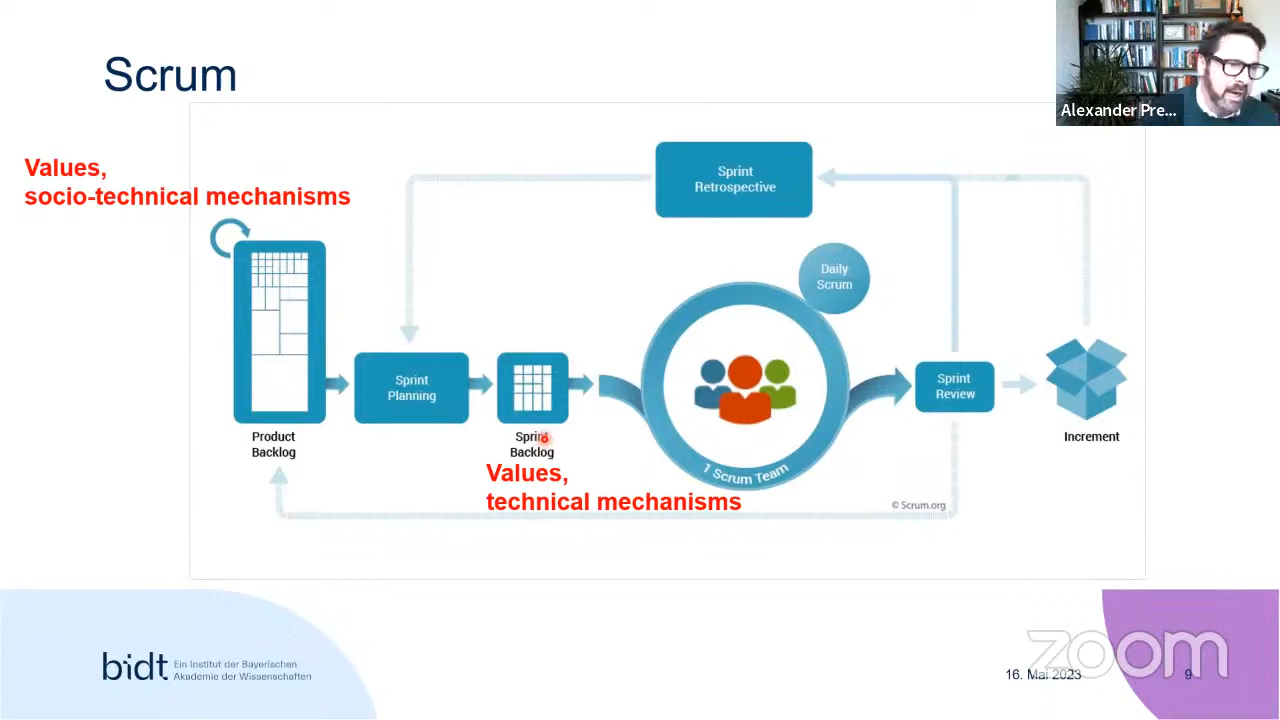 Scrum
Alexander Pre...
Values,
socio-technical mechanisms
Sprint
Retrospective
Daily
Scrum
Sprint
Planning
Sprint
Review
Product
Backlog
Sprint
Backlog
Increment
1 Scrum Team
Values,
technical mechanisms
© Scrum.org
bidt
Ein Institut der Bayerischen
Akademie der Wissenschaften
zoom
16. Mai 2023
9